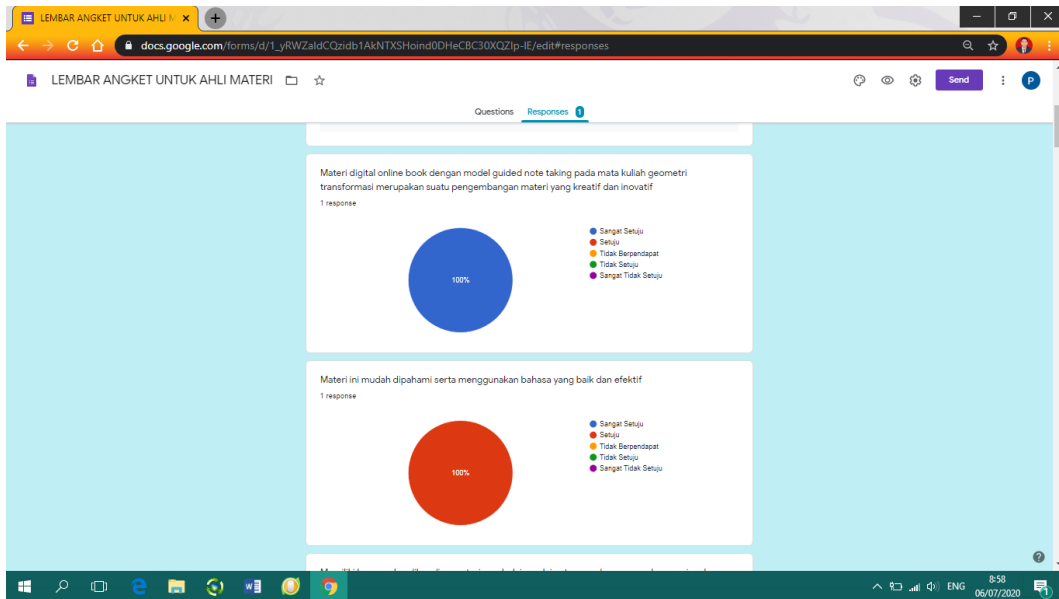 LEMBAR ANGKET UNTUK AHLI M
docs.google.com/forms/d/1_yRWZaIdCQzidb1AkNTXSHoind0DHeCBC30XQZIp-IE/edit#responses
LEMBAR ANGKET UNTUK AHLI MATERI
Send
P
Questions Responses 1
Materi digital online book dengan model guided note taking pada mata kuliah geometri
transformasi merupakan suatu pengembangan materi yang kreatif dan inovatif
1 response
100%
Sangat Setuju
Setuju
Tidak Berpendapat
Tidak Setuju
Sangat Tidak Setuju
Materi ini mudah dipahami serta menggunakan bahasa yang baik dan efektif
1 response
100%
Sangat Setuju
Setuju
Tidak Berpendapat
Tidak Setuju
Sangat Tidak Setuju
ENG
8:58
06/07/2020